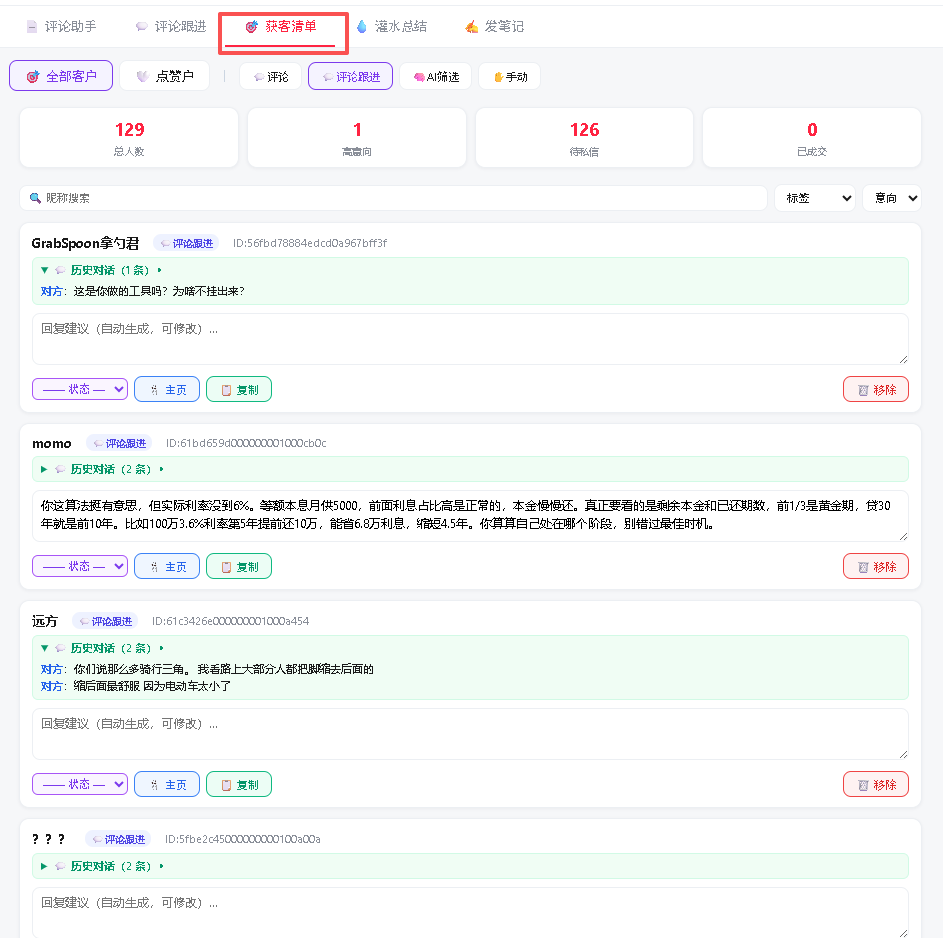 评论助手 评论跟进 获客清单 灌水总结 发笔记
全部客户 点赞户 评论 评论跟进 AI筛选 手动
129 1 126 0
总人数 高意向 待私信 已成交
昵称搜索 标签 意向
GrabSpoon拿勺君 评论跟进 ID:56fbd78884edcd0a967bff3f
历史对话（1 条）
对方：这是你做的工具吗？为啥不挂出来？
回复建议（自动生成，可修改）...
—— 状态 — 主页 复制 移除
momo 评论跟进 ID:61bd659d000000001000cb0c
历史对话（2 条）
你这算法挺有意思，但实际利率没到6%。等额本息月供5000，前面利息占比高是正常的，本金慢慢还。真正要看的是剩余本金和已还期数，前1/3是黄金期，贷30
年就是前10年。比如100万3.6%利率第5年提前还10万，能省6.8万利息，缩短4.5年。你算算自己处在哪个阶段，别错过最佳时机。
—— 状态 — 主页 复制 移除
远方 评论跟进 ID:61c3426e000000001000a454
历史对话（2 条）
对方：你们说那么多骑行三角。 我看路上大部分人都把脚缩去后面的
对方：缩后面最舒服 因为电动车太小了
回复建议（自动生成，可修改）...
—— 状态 — 主页 复制 移除
？？？ 评论跟进 ID:5fbe2c45000000000100a00a
历史对话（2 条）
回复建议（自动生成，可修改）...